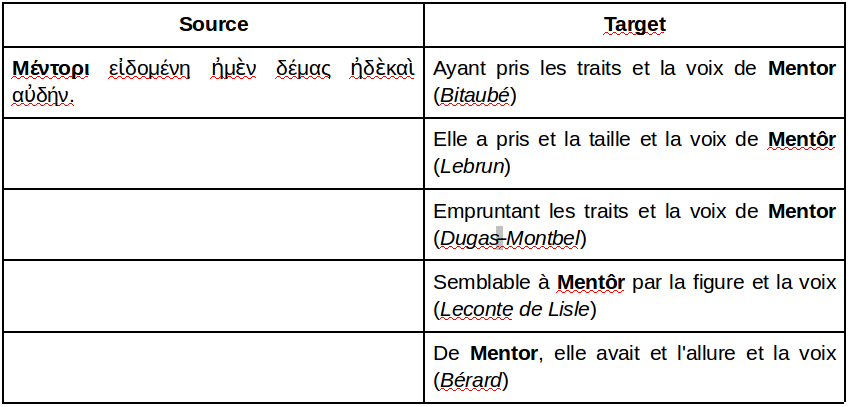 Source
Target
Μέντορι εἰδομένη ἠμὲν δέμας ἠδὲκαὶ
αὐδήν.
Ayant pris les traits et la voix de Mentor
(Bitaubé)
Elle a pris et la taille et la voix de Mentôr
(Lebrun)
Empruntant les traits et la voix de Mentor
(Dugas-Montbel)
Semblable à Mentôr par la figure et la voix
(Leconte de Lisle)
De Mentor, elle avait et l'allure et la voix
(Bérard)